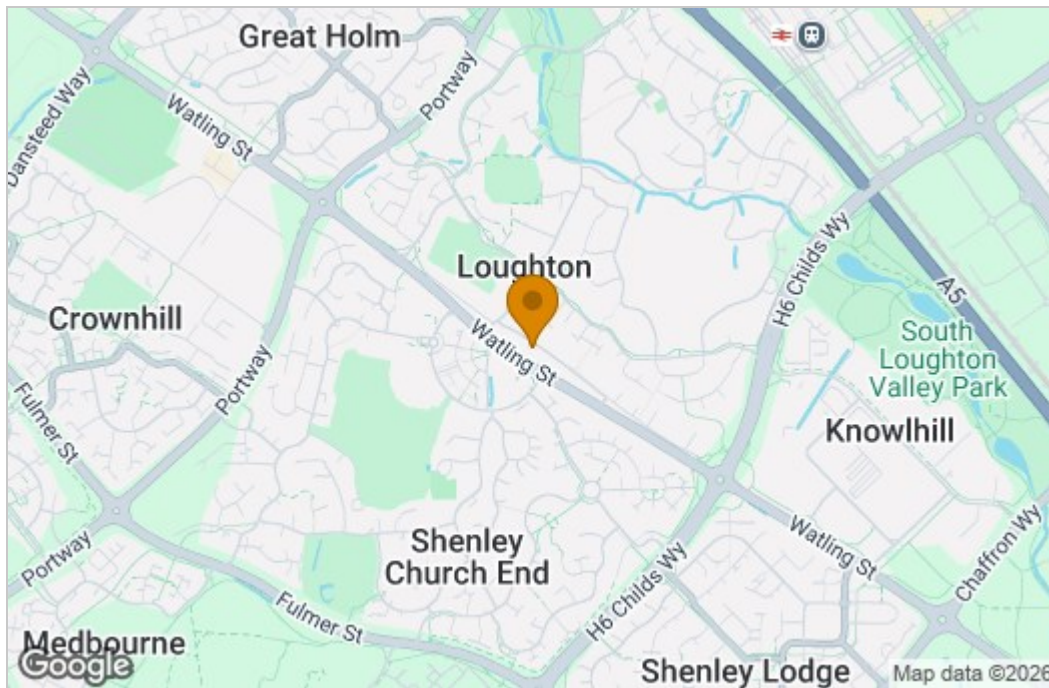 Great Holm
Portway
Dansteed Way
Watling St
Loughton
H6 Childs Wy
A5
Crownhill
Watling St
South
Loughton
Valley Park
Portway
Fulmer St
Knowlhill
Shenley
Church End
Watling St
Chaffron Wy
Portway
Fulmer St
H6 Childs Wy
Medbourne
Google
Shenley Lodge
Map data ©2026